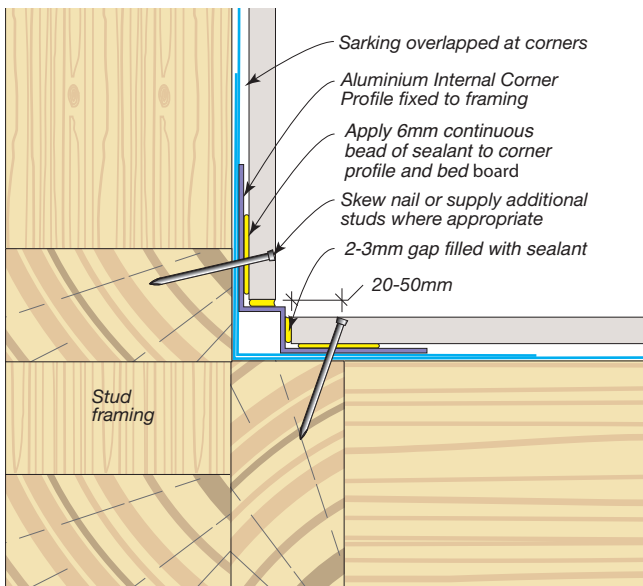 Sarking overlapped at corners
Aluminium Internal Corner
Profile fixed to framing
Apply 6mm continuous
bead of sealant to corner
profile and bed board
Skew nail or supply additional
studs where appropriate
2-3mm gap filled with sealant
20-50mm
Stud
framing